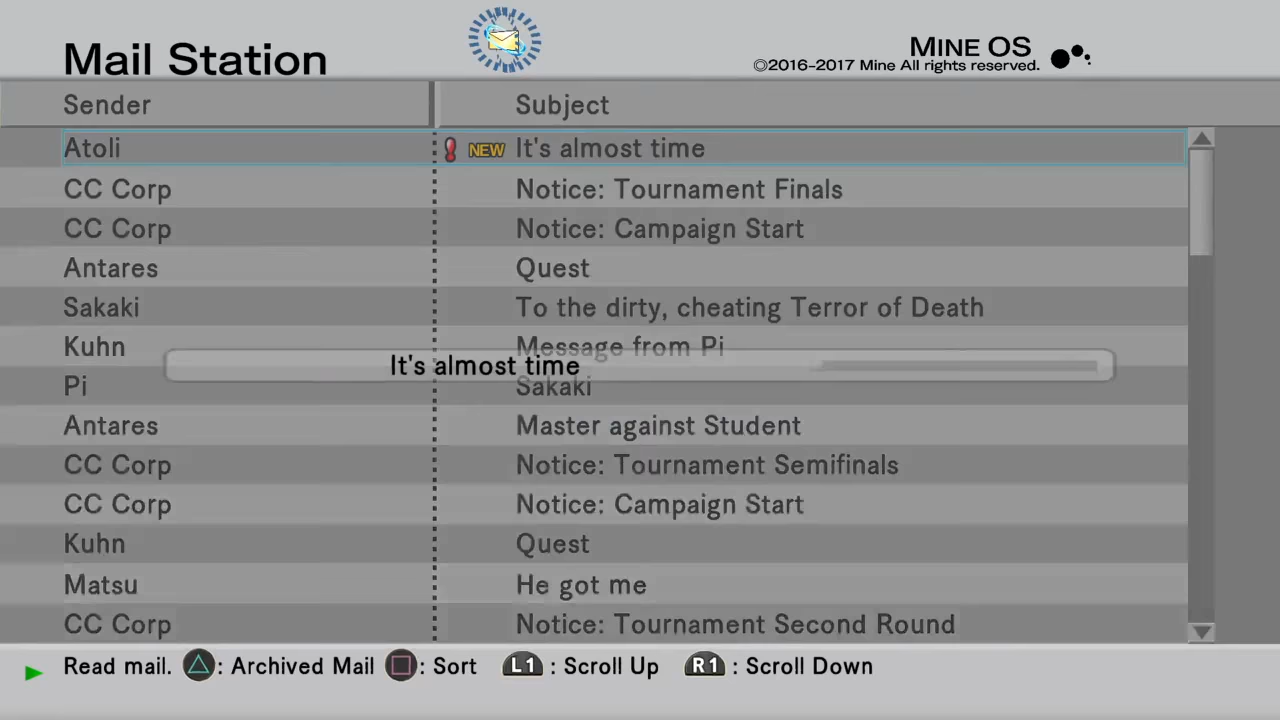 Mail Station
MINE OS
©2016-2017 Mine All rights reserved.
Sender Subject
Atoli NEW It's almost time
CC Corp Notice: Tournament Finals
CC Corp Notice: Campaign Start
Antares Quest
Sakaki To the dirty, cheating Terror of Death
Kuhn Message from Pi
It's almost time
Pi Sakaki
Antares Master against Student
CC Corp Notice: Tournament Semifinals
CC Corp Notice: Campaign Start
Kuhn Quest
Matsu He got me
CC Corp Notice: Tournament Second Round
Read mail. : Archived Mail : Sort L1 : Scroll Up R1 : Scroll Down